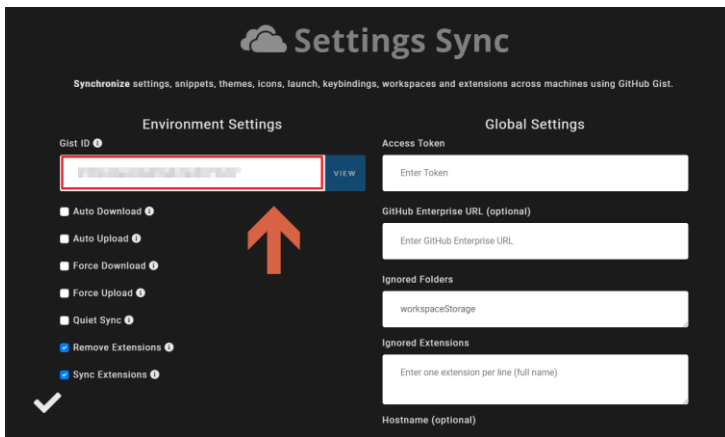 Settings Sync
Synchronize settings, snippets, themes, icons, launch, keybindings, workspaces and extensions across machines using GitHub Gist.
Environment Settings
Gist ID
VIEW
Auto Download
Auto Upload
Force Download
Force Upload
Quiet Sync
Remove Extensions
Sync Extensions
Global Settings
Access Token
Enter Token
GitHub Enterprise URL (optional)
Enter GitHub Enterprise URL
Ignored Folders
workspaceStorage
Ignored Extensions
Enter one extension per line (full name)
Hostname (optional)